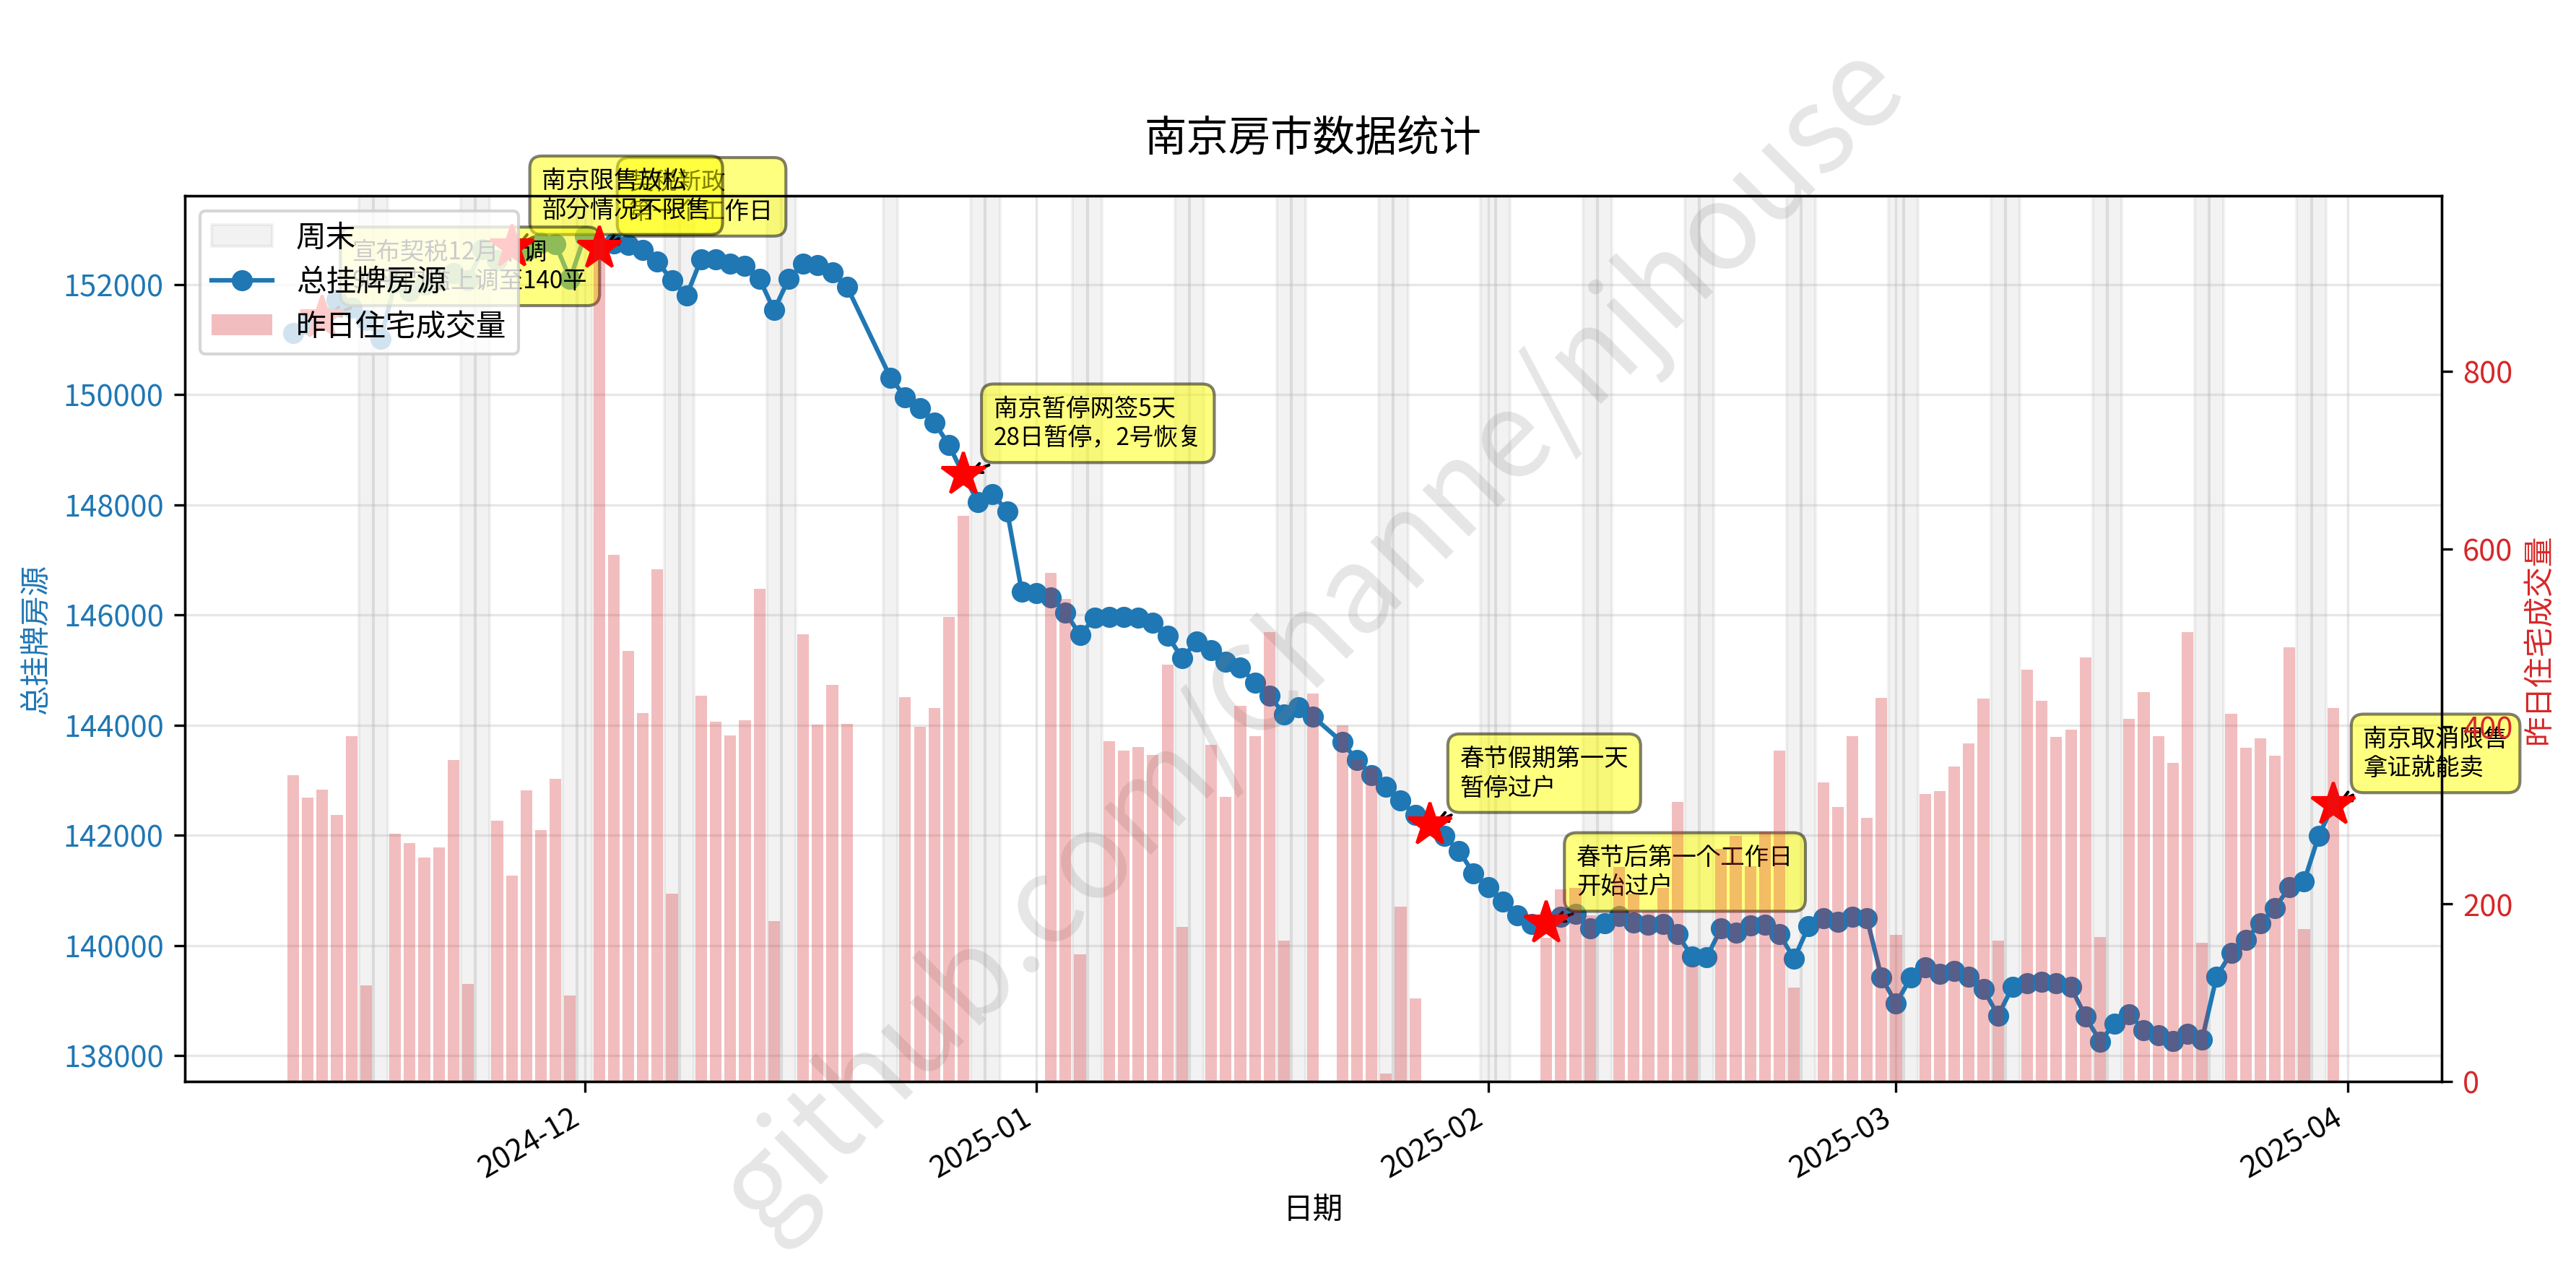 南京房市数据统计
南京限售放松
部分情况不限售
新政
工作日
周末
总挂牌房源
昨日住宅成交量
宣布契税12月
调
上调至140平
南京暂停网签5天
28日暂停，2号恢复
春节假期第一天
暂停过户
春节后第一个工作日
开始过户
南京取消限售
拿证就能卖
152000
150000
148000
146000
144000
142000
140000
138000
总挂牌房源
800
600
400
200
0
昨日住宅成交量
2024-12
2025-01
2025-02
2025-03
2025-04
日期
github.com/Channe/njhouse